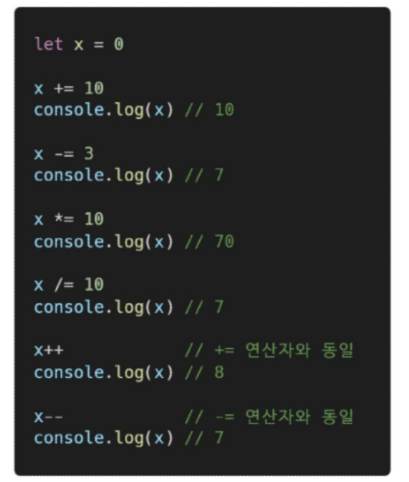 let x = 0
x += 10
console.log(x) // 10
x -= 3
console.log(x) // 7
x *= 10
console.log(x) // 70
x /= 10
console.log(x) // 7
x++ // += 연산자와 동일
console.log(x) // 8
x-- // -= 연산자와 동일
console.log(x) // 7